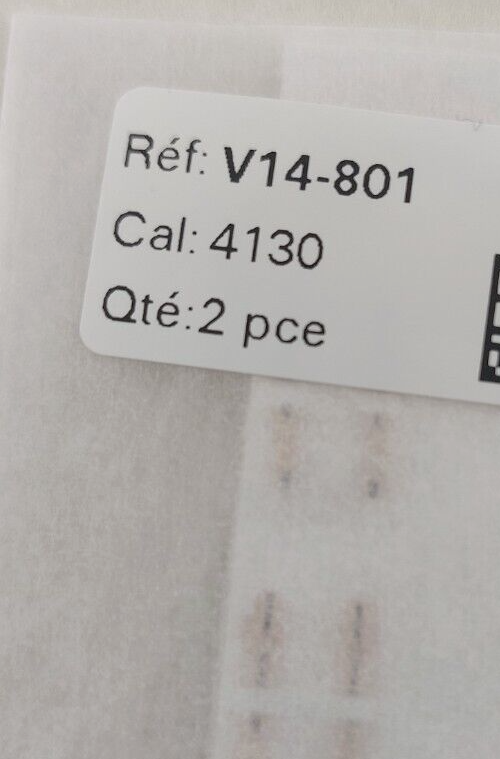 Réf: V14-801
Cal: 4130
Qté:2 pce